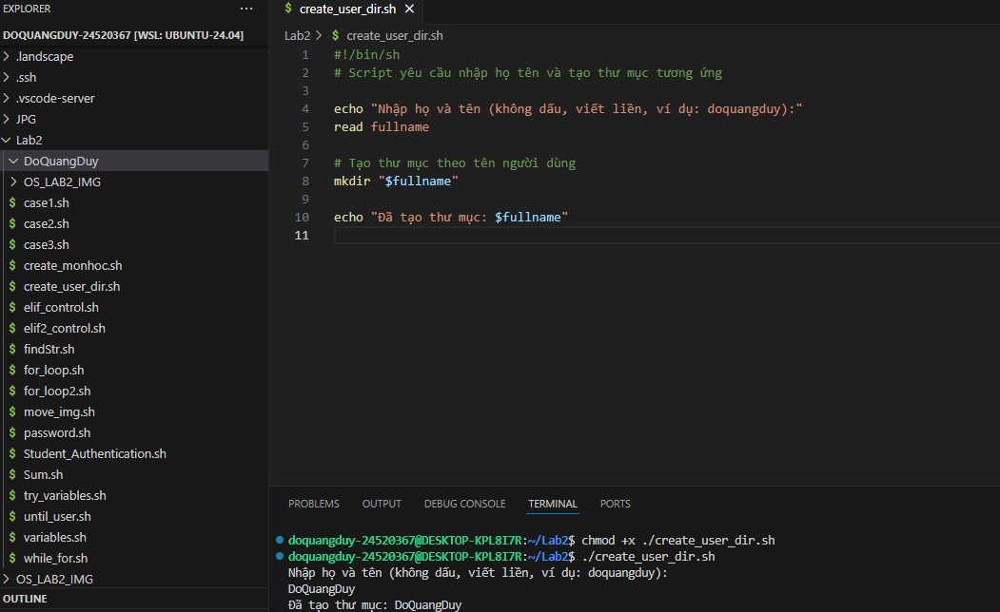 EXPLORER
DOQUANGDUY-24520367 [WSL: UBUNTU-24.04]
.landscape
.ssh
.vscode-server
JPG
Lab2
DoQuangDuy
OS_LAB2_IMG
$ case1.sh
$ case2.sh
$ case3.sh
$ create_monhoc.sh
$ create_user_dir.sh
$ elif_control.sh
$ elif2_control.sh
$ findStr.sh
$ for_loop.sh
$ for_loop2.sh
$ move_img.sh
$ password.sh
$ Student_Authentication.sh
$ Sum.sh
$ try_variables.sh
$ until_user.sh
$ variables.sh
$ while_for.sh
OS_LAB2_IMG
OUTLINE
$ create_user_dir.sh
Lab2 > $ create_user_dir.sh
1 #!/bin/sh
2 # Script yêu cầu nhập họ tên và tạo thư mục tương ứng
3
4 echo "Nhập họ và tên (không dấu, viết liền, ví dụ: doquangduy):"
5 read fullname
6
7 # Tạo thư mục theo tên người dùng
8 mkdir "$fullname"
9
10 echo "Đã tạo thư mục: $fullname"
11
PROBLEMS OUTPUT DEBUG CONSOLE TERMINAL PORTS
doquangduy-24520367@DESKTOP-KPL8I7R:~/Lab2$ chmod +x ./create_user_dir.sh
doquangduy-24520367@DESKTOP-KPL8I7R:~/Lab2$ ./create_user_dir.sh
Nhập họ và tên (không dấu, viết liền, ví dụ: doquangduy):
DoQuangDuy
Đã tạo thư mục: DoQuangDuy